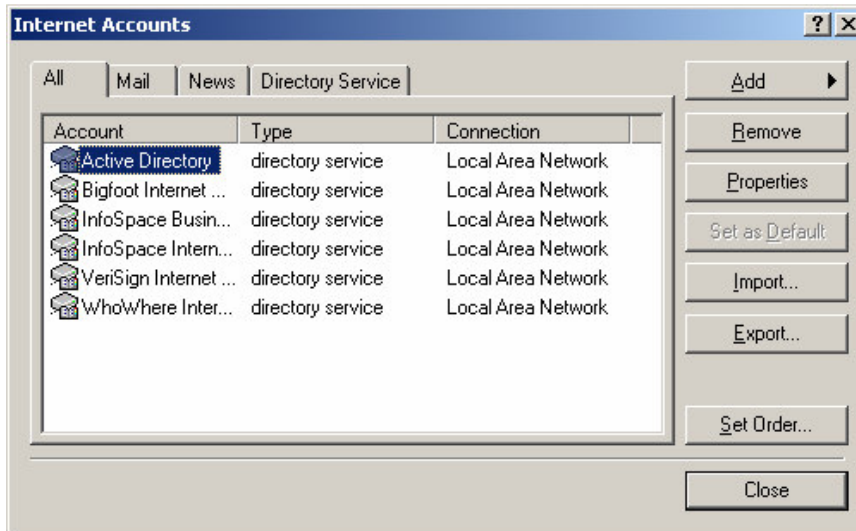 Internet Accounts
All Mail News Directory Service
Account Type Connection
Active Directory directory service Local Area Network
Bigfoot Internet ... directory service Local Area Network
InfoSpace Busin... directory service Local Area Network
InfoSpace Intern... directory service Local Area Network
VeriSign Internet ... directory service Local Area Network
WhoWhere Inter... directory service Local Area Network
Add
Remove
Properties
Set as Default
Import...
Export...
Set Order...
Close